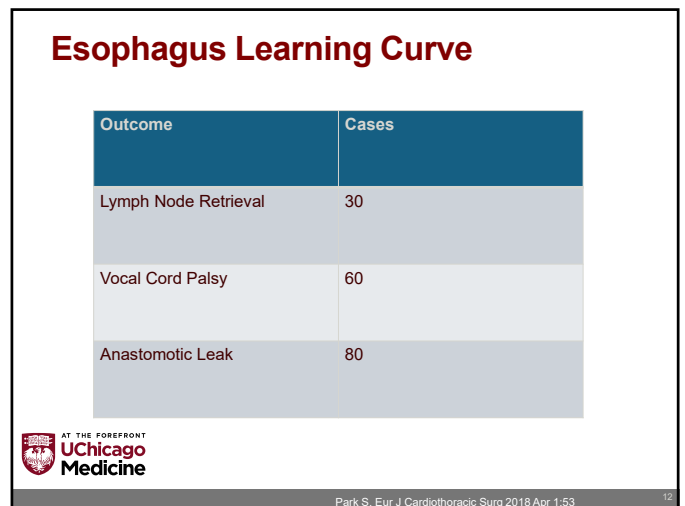 Esophagus Learning Curve
Outcome Cases
Lymph Node Retrieval 30
Vocal Cord Palsy 60
Anastomotic Leak 80
AT THE FOREFRONT
UChicago
Medicine
Park S. Eur J Cardiothoracic Surg 2018 Apr 1:53
12